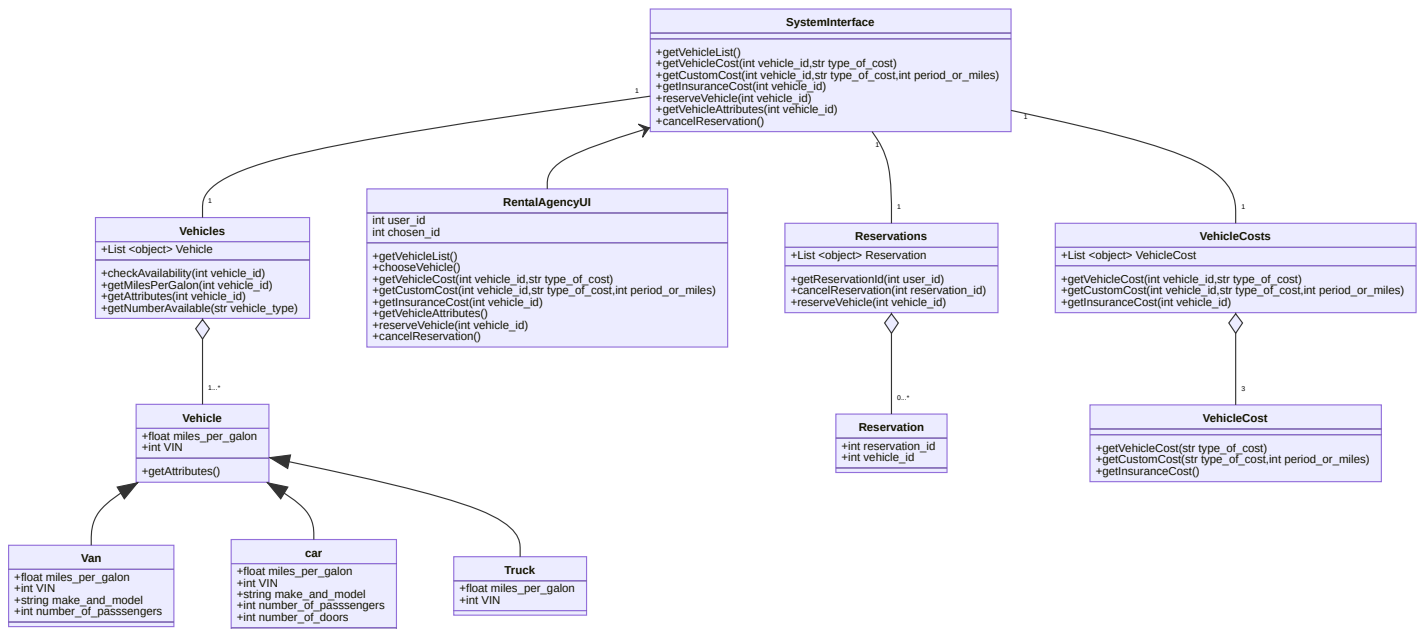 SystemInterface
+getVehicleList()
+getVehicleCost(int vehicle_id,str type_of_cost)
+getCustomCost(int vehicle_id,str type_of_cost,int period_or_miles)
+getInsuranceCost(int vehicle_id)
+reserveVehicle(int vehicle_id)
+getVehicleAttributes(int vehicle_id)
+cancelReservation()
1
1
1
1
1
1
Vehicles
+List <object> Vehicle
+checkAvailability(int vehicle_id)
+getMilesPerGalon(int vehicle_id)
+getAttributes(int vehicle_id)
+getNumberAvailable(str vehicle_type)
RentalAgencyUI
int user_id
int chosen_id
+getVehicleList()
+chooseVehicle()
+getVehicleCost(int vehicle_id,str type_of_cost)
+getCustomCost(int vehicle_id,str type_of_cost,int period_or_miles)
+getInsuranceCost(int vehicle_id)
+getVehicleAttributes()
+reserveVehicle(int vehicle_id)
+cancelReservation()
Reservations
+List <object> Reservation
+getReservationId(int user_id)
+cancelReservation(int reservation_id)
+reserveVehicle(int vehicle_id)
VehicleCosts
+List <object> VehicleCost
+getVehicleCost(int vehicle_id,str type_of_cost)
+getCustomCost(int vehicle_id,str type_of_cost,int period_or_miles)
+getInsuranceCost(int vehicle_id)
1...*
0...*
3
Vehicle
+float miles_per_galon
+int VIN
+getAttributes()
Reservation
+int reservation_id
+int vehicle_id
VehicleCost
+getVehicleCost(str type_of_cost)
+getCustomCost(str type_of_cost,int period_or_miles)
+getInsuranceCost()
Van
+float miles_per_galon
+int VIN
+string make_and_model
+int number_of_passsengers
car
+float miles_per_galon
+int VIN
+string make_and_model
+int number_of_passsengers
+int number_of_doors
Truck
+float miles_per_galon
+int VIN